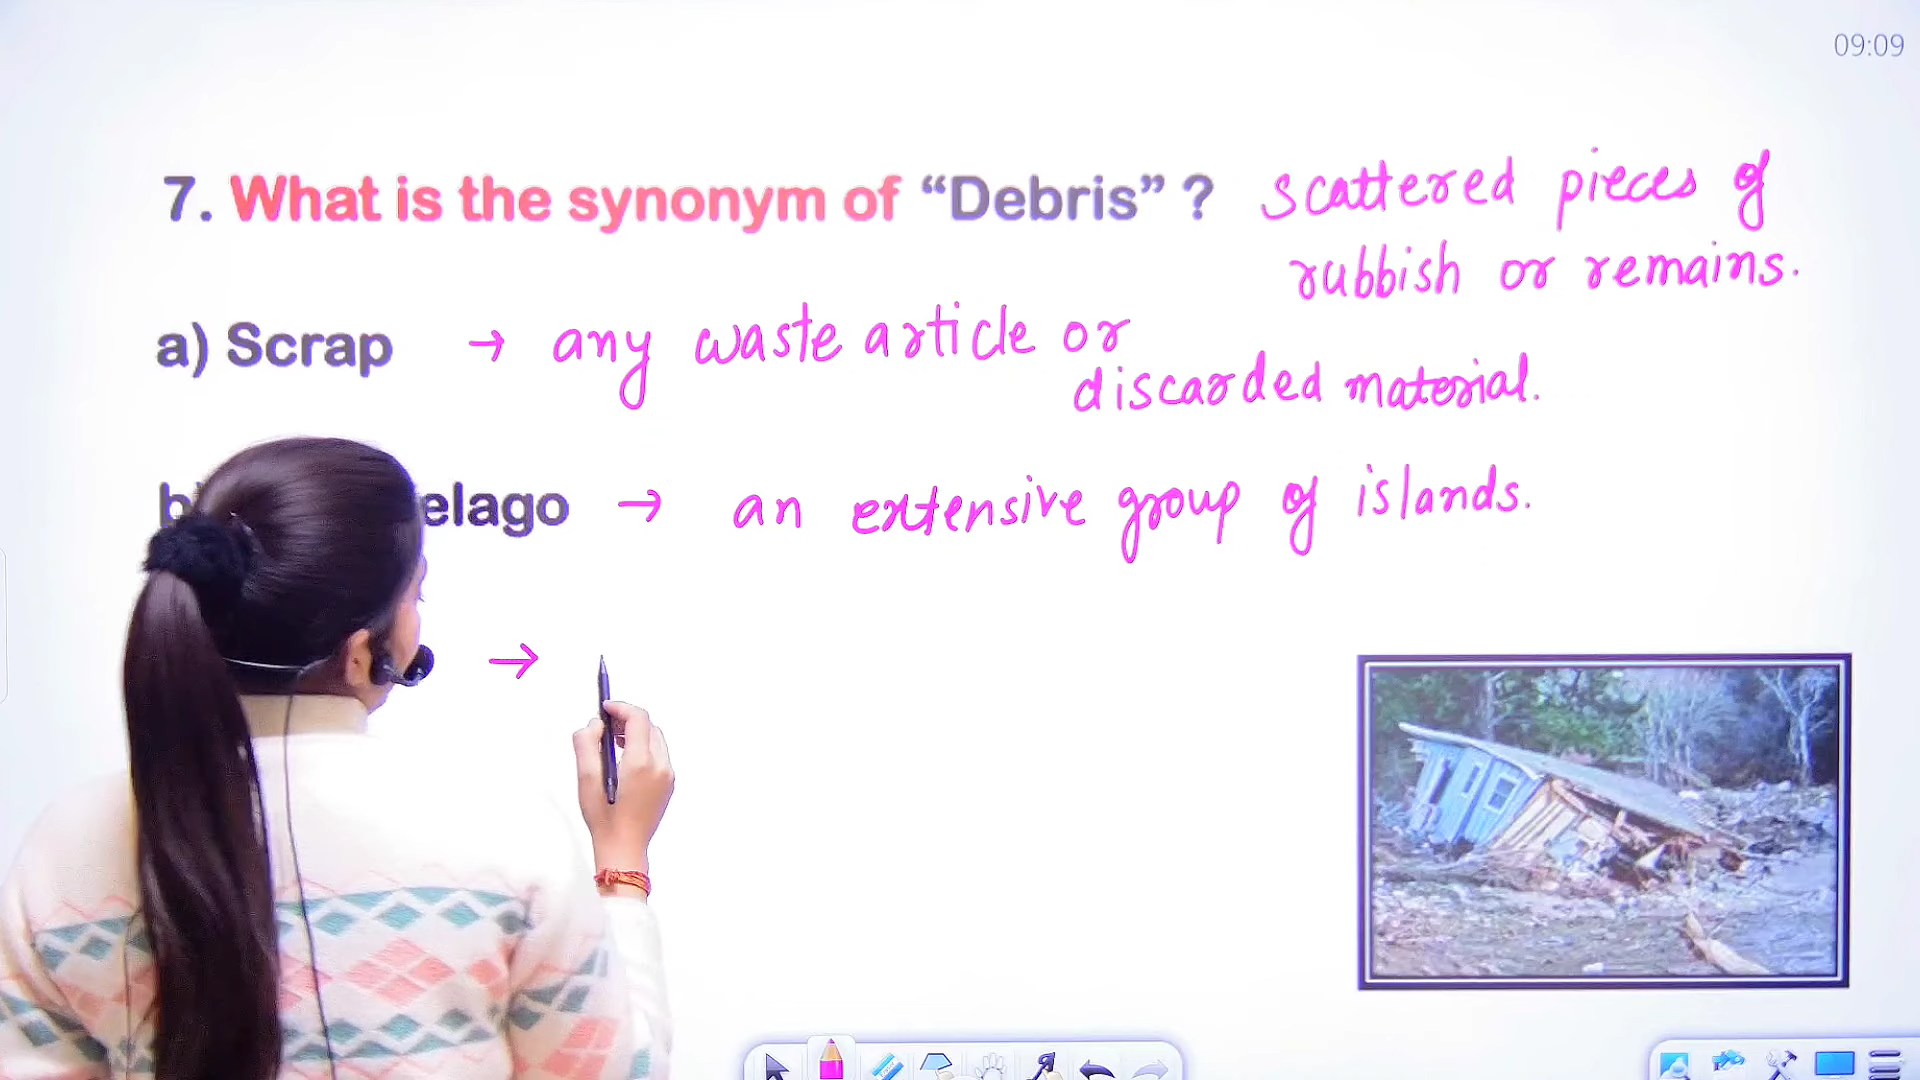 09:09
7. What is the synonym of “Debris” ? scattered pieces of
rubbish or remains.
a) Scrap → any waste article or
discarded material.
elago → an extensive group of islands.
→